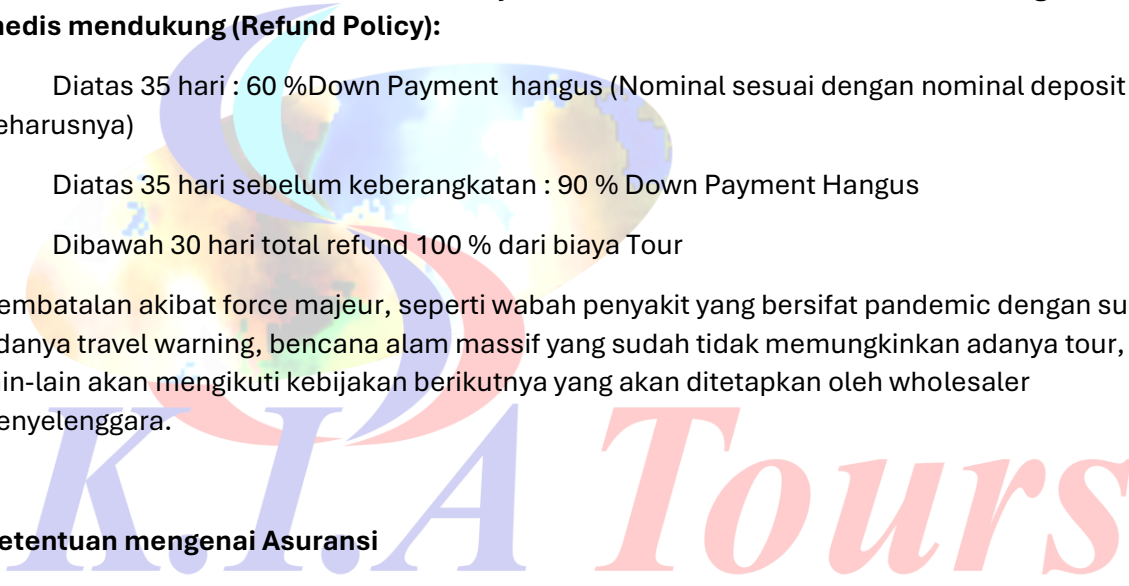 medis mendukung (Refund Policy):
Diatas 35 hari : 60 %Down Payment hangus (Nominal sesuai dengan nominal deposit
eharusnya)
Diatas 35 hari sebelum keberangkatan : 90 % Down Payment Hangus
Dibawah 30 hari total refund 100 % dari biaya Tour
embatalan akibat force majeur, seperti wabah penyakit yang bersifat pandemic dengan su
danya travel warning, bencana alam massif yang sudah tidak memungkinkan adanya tour,
in-lain akan mengikuti kebijakan berikutnya yang akan ditetapkan oleh wholesaler
enyelenggara.
K.I.A Tours
etentuan mengenai Asuransi